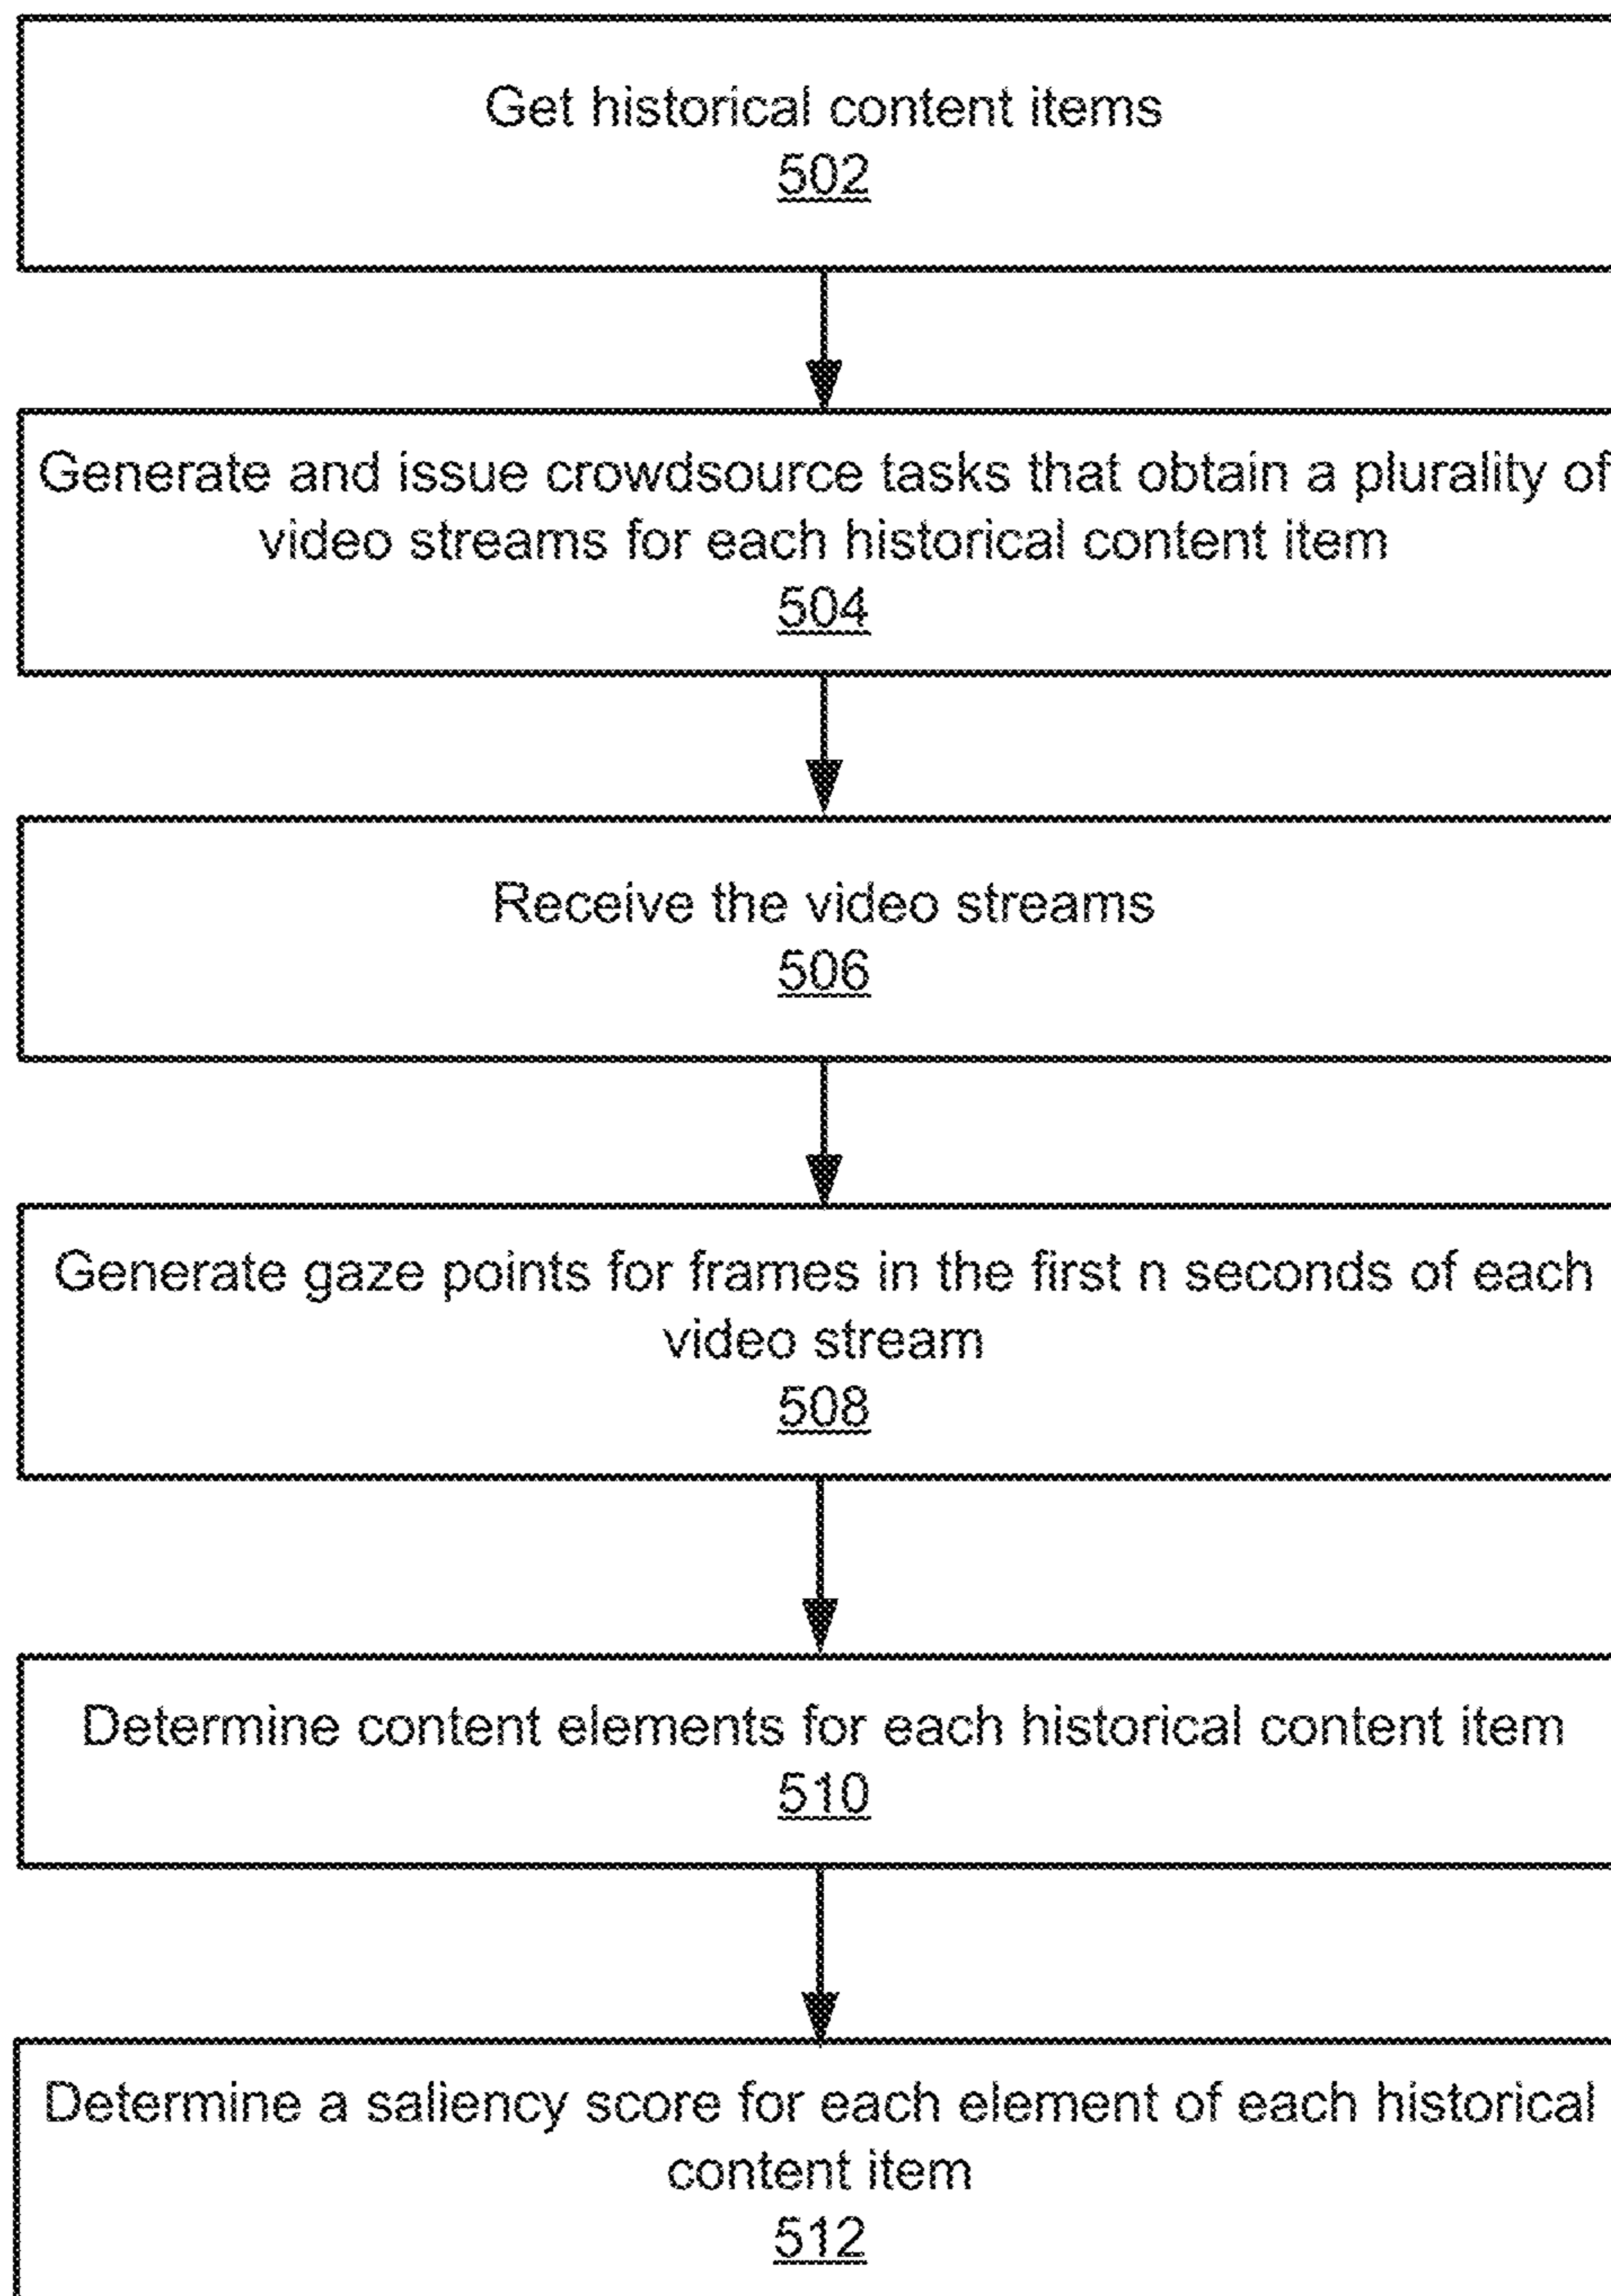 Get historical content items
502
Generate and issue crowdsource tasks that obtain a plurality of
video streams for each historical content item
504
Receive the video streams
506
Generate gaze points for frames in the first n seconds of each
video stream
508
Determine content elements for each historical content item
510
Determine a saliency score for each element of each historical
content item
512